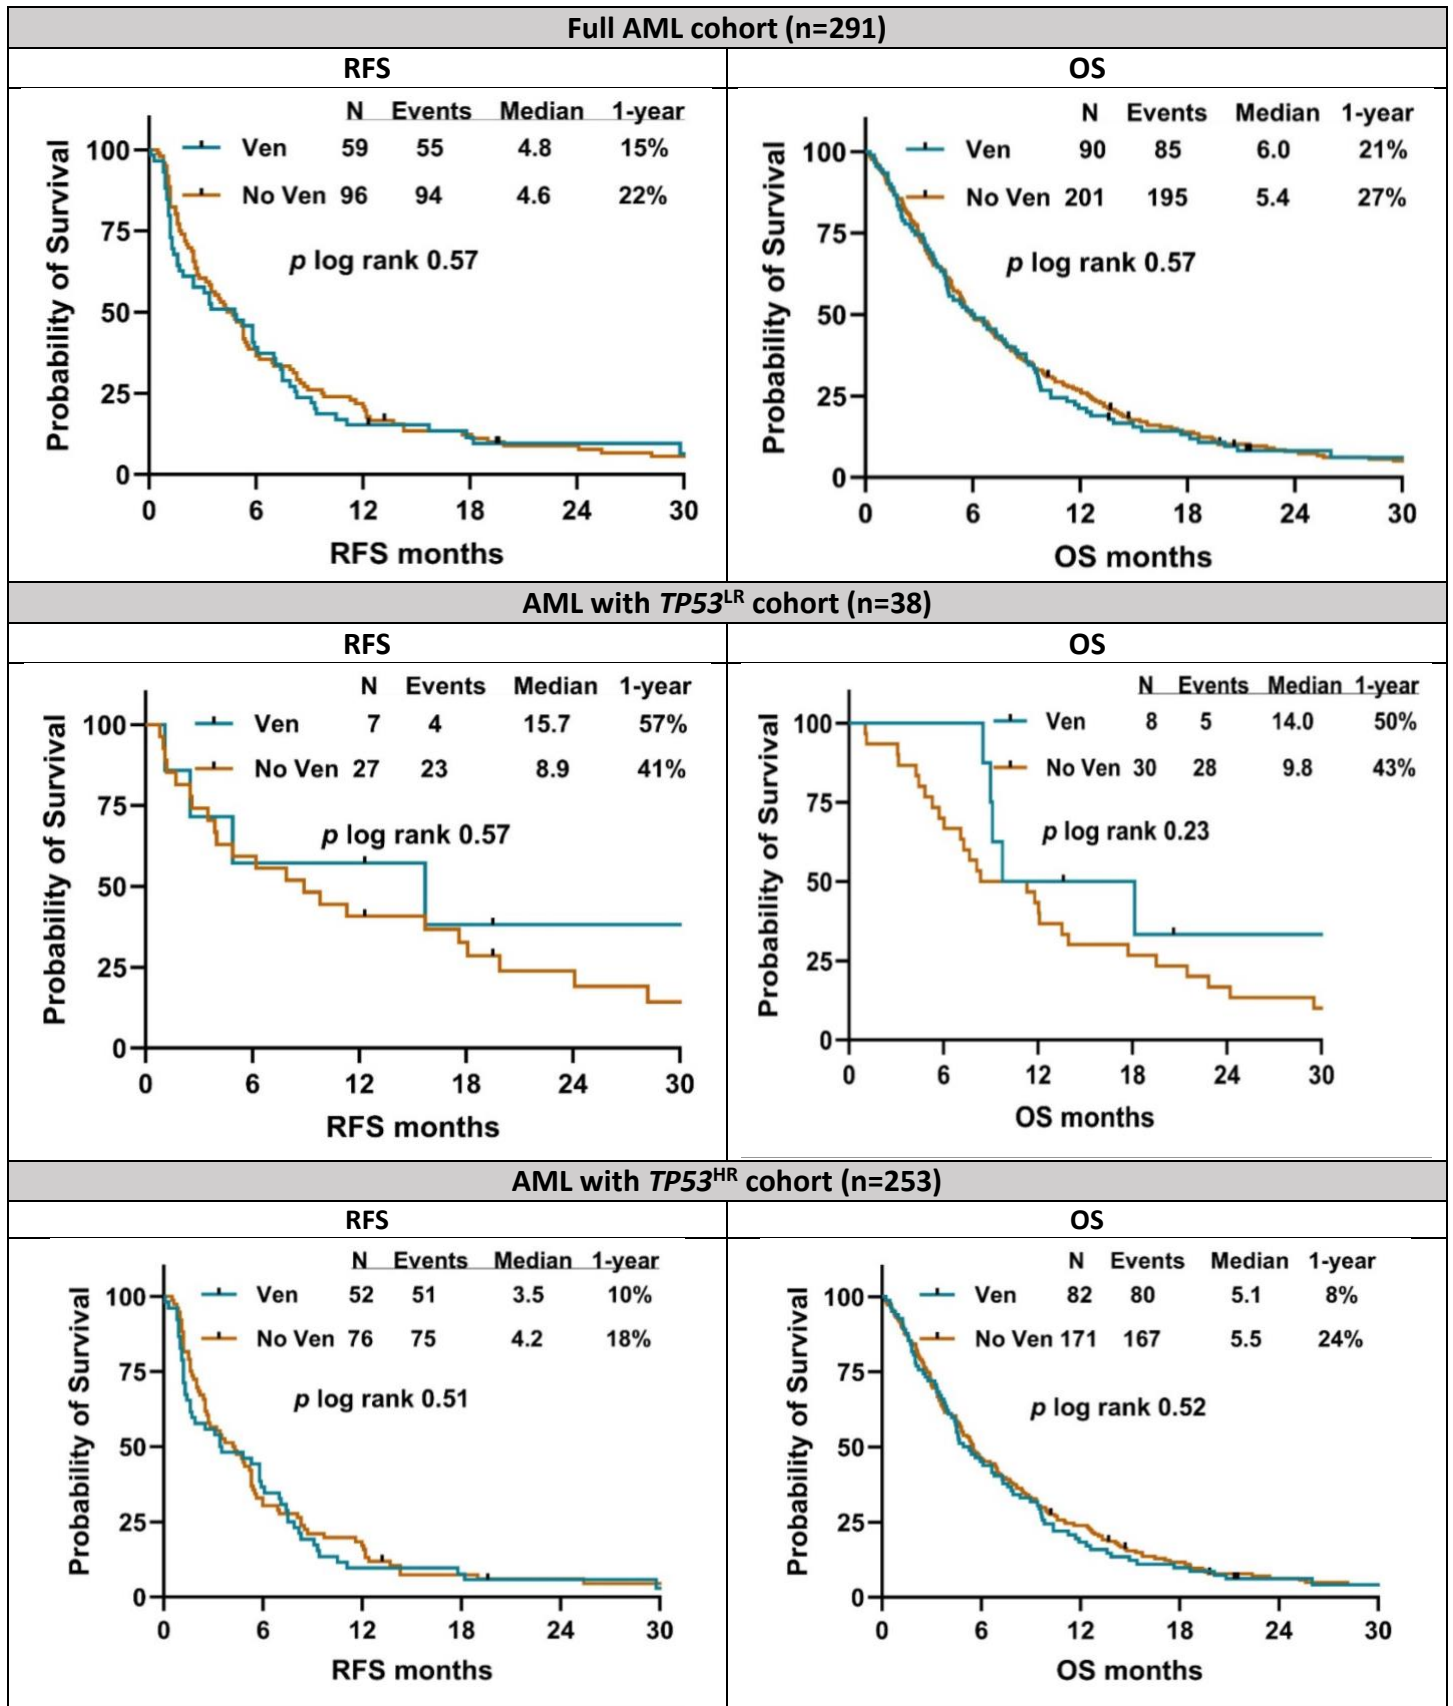 Full AML cohort (n=291)
RFS
N Events Median 1-year
Ven 59 55 4.8 15%
No Ven 96 94 4.6 22%
p log rank 0.57
Probability of Survival
100
75
50
25
0
0 6 12 18 24 30
RFS months
OS
N Events Median 1-year
Ven 90 85 6.0 21%
No Ven 201 195 5.4 27%
p log rank 0.57
Probability of Survival
100
75
50
25
0
0 6 12 18 24 30
OS months
AML with TP53LR cohort (n=38)
RFS
N Events Median 1-year
Ven 7 4 15.7 57%
No Ven 27 23 8.9 41%
p log rank 0.57
Probability of Survival
100
75
50
25
0
0 6 12 18 24 30
RFS months
OS
N Events Median 1-year
Ven 8 5 14.0 50%
No Ven 30 28 9.8 43%
p log rank 0.23
Probability of Survival
100
75
50
25
0
0 6 12 18 24 30
OS months
AML with TP53HR cohort (n=253)
RFS
N Events Median 1-year
Ven 52 51 3.5 10%
No Ven 76 75 4.2 18%
p log rank 0.51
Probability of Survival
100
75
50
25
0
0 6 12 18 24 30
RFS months
OS
N Events Median 1-year
Ven 82 80 5.1 8%
No Ven 171 167 5.5 24%
p log rank 0.52
Probability of Survival
100
75
50
25
0
0 6 12 18 24 30
OS months